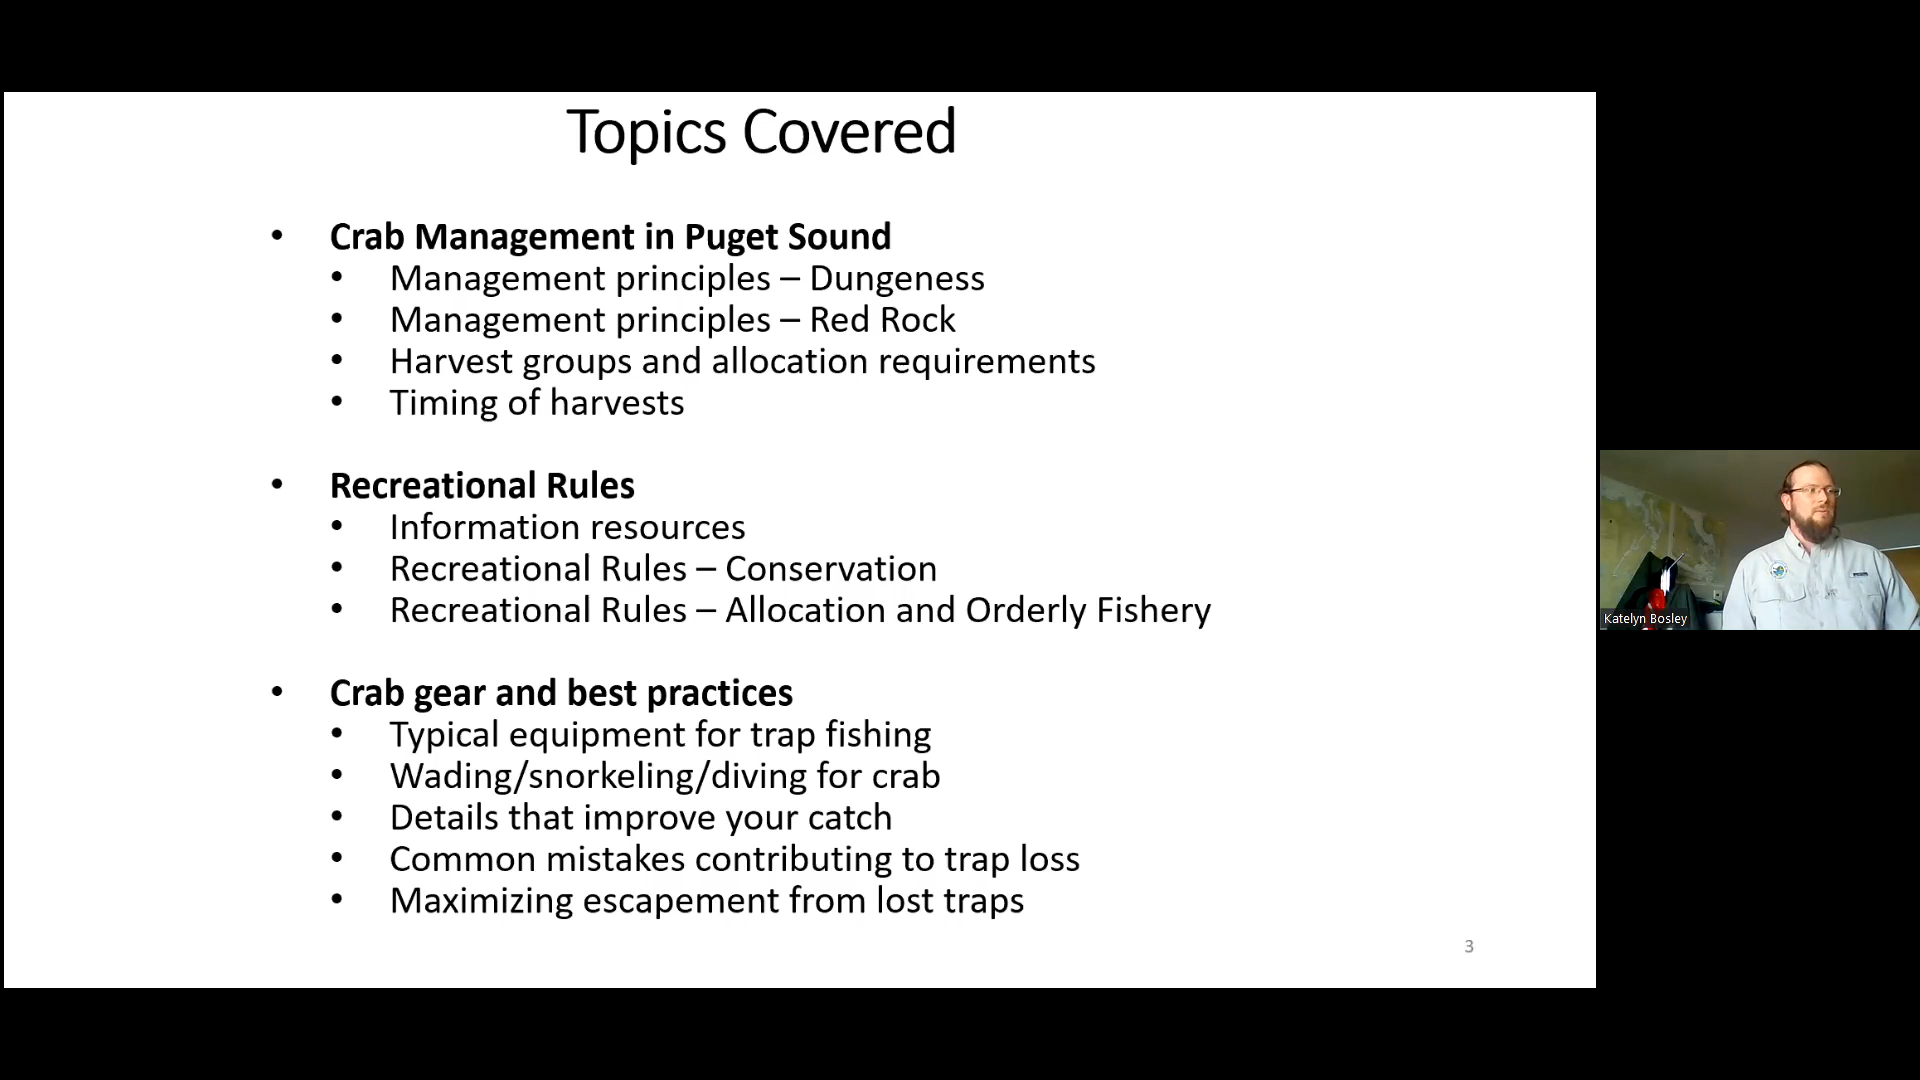 Topics Covered
• Crab Management in Puget Sound
• Management principles – Dungeness
• Management principles – Red Rock
• Harvest groups and allocation requirements
• Timing of harvests
• Recreational Rules
• Information resources
• Recreational Rules – Conservation
• Recreational Rules – Allocation and Orderly Fishery
• Crab gear and best practices
• Typical equipment for trap fishing
• Wading/snorkeling/diving for crab
• Details that improve your catch
• Common mistakes contributing to trap loss
• Maximizing escapement from lost traps
3
Katelyn Bosley